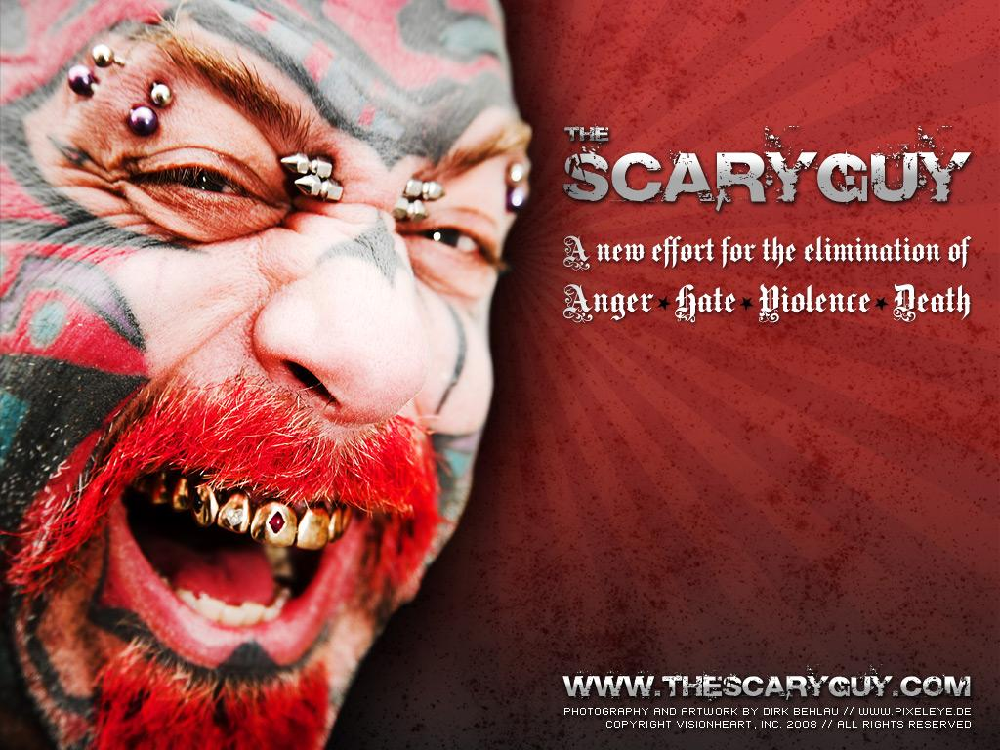 THE
SCARYGUY
A new effort for the elimination of
Anger ★ Hate ★ Violence ★ Death
WWW.THESCARYGUY.COM
PHOTOGRAPHY AND ARTWORK BY DIRK BEHLAU // WWW.PIXELEYE.DE
COPYRIGHT VISIONHEART, INC. 2008 // ALL RIGHTS RESERVED